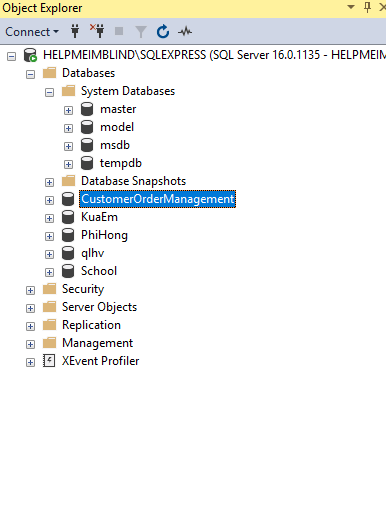 Object Explorer
Connect
HELPMEIMBLIND\SQLEXPRESS (SQL Server 16.0.1135 - HELPMEIM
Databases
System Databases
master
model
msdb
tempdb
Database Snapshots
CustomerOrderManagement
KuaEm
PhiHong
qlhv
School
Security
Server Objects
Replication
Management
XEvent Profiler